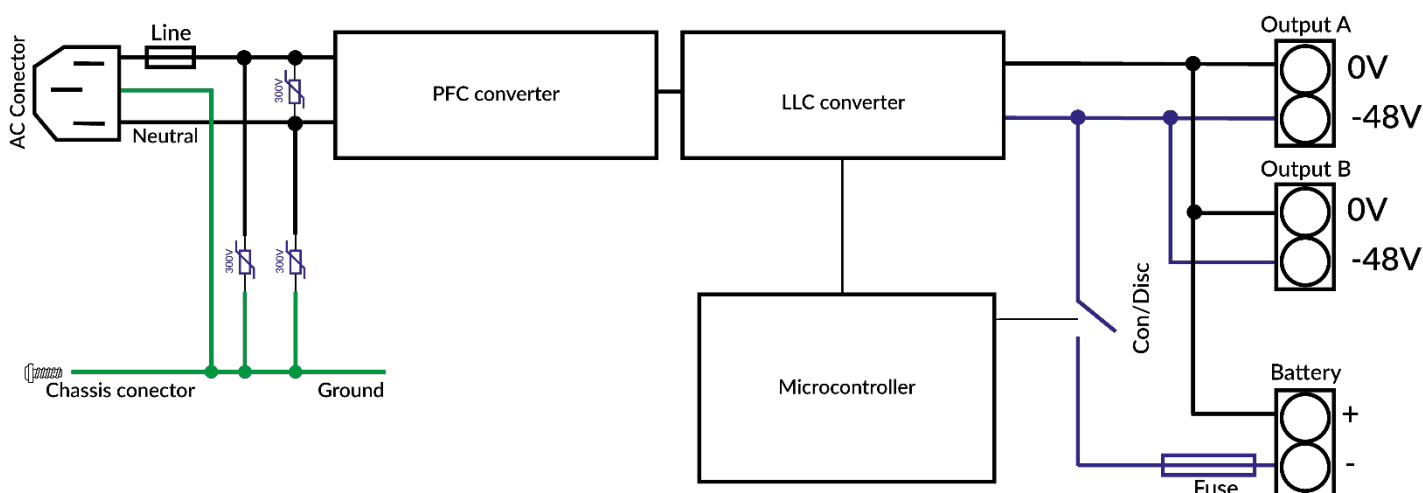 AC Conector
Line
Neutral
300V
300V
300V
Chassis conector
Ground
PFC converter
LLC converter
Microcontroller
Con/Disc
Output A
0V
-48V
Output B
0V
-48V
Battery
+
-
Fuse